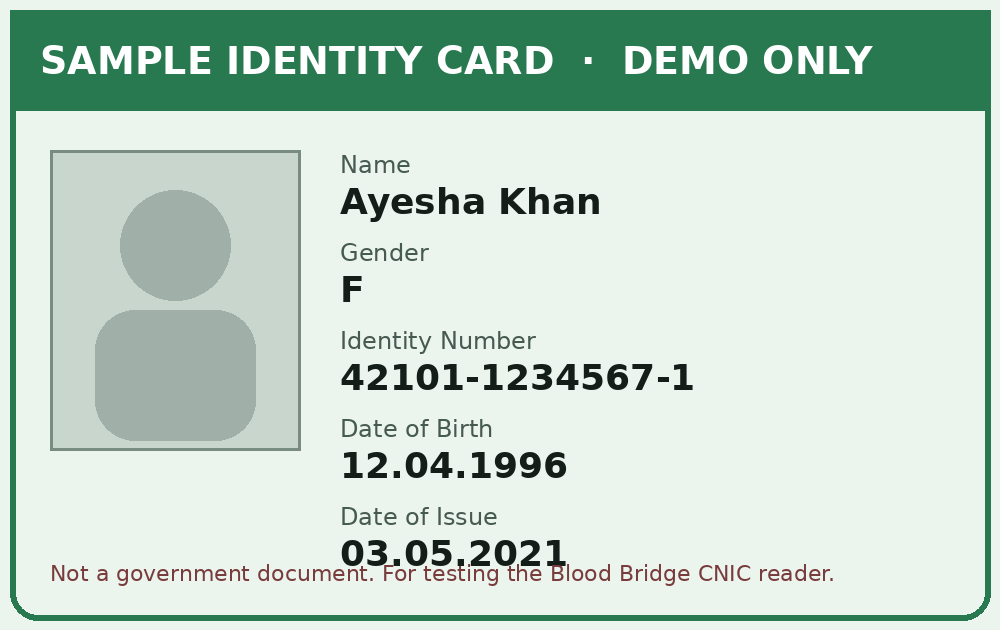 SAMPLE IDENTITY CARD · DEMO ONLY
Name
Ayesha Khan
Gender
F
Identity Number
42101-1234567-1
Date of Birth
12.04.1996
Date of Issue
03.05.2021
Not a government document. For testing the Blood Bridge CNIC reader.